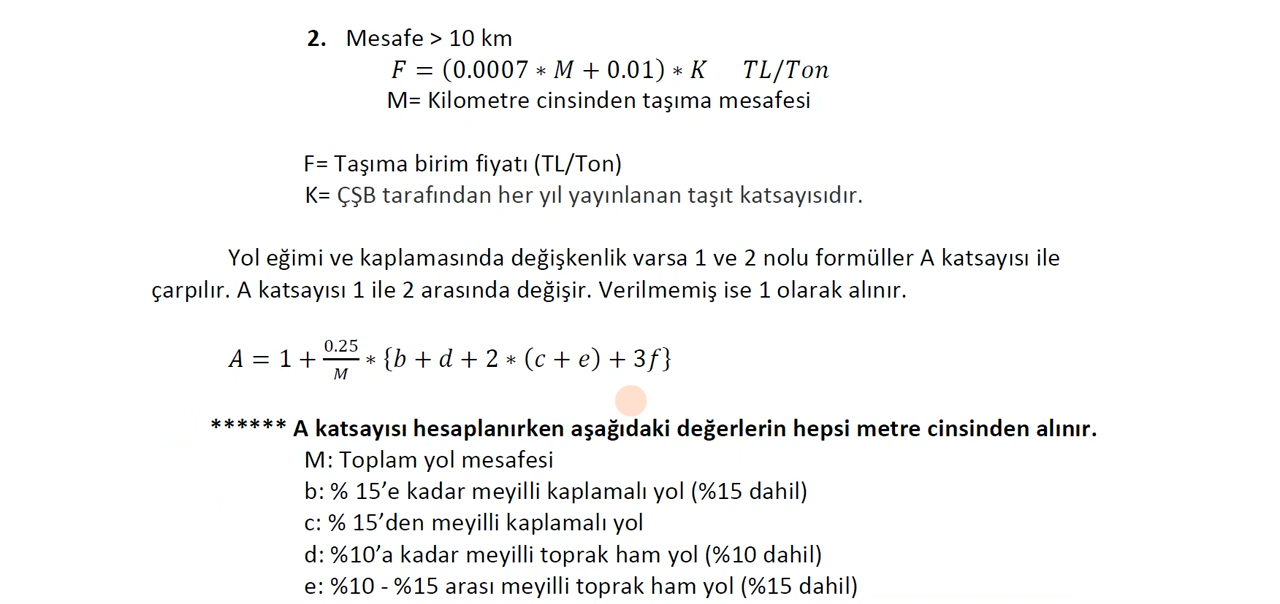 2. Mesafe > 10 km
F = (0.0007 * M + 0.01) * K TL/Ton
M= Kilometre cinsinden taşıma mesafesi
F= Taşıma birim fiyatı (TL/Ton)
K= ÇŞB tarafından her yıl yayınlanan taşıt katsayısıdır.
Yol eğimi ve kaplamasında değişkenlik varsa 1 ve 2 nolu formüller A katsayısı ile
çarpılır. A katsayısı 1 ile 2 arasında değişir. Verilmemiş ise 1 olarak alınır.
A = 1 + 0.25/M * {b + d + 2 * (c + e) + 3f}
****** A katsayısı hesaplanırken aşağıdaki değerlerin hepsi metre cinsinden alınır.
M: Toplam yol mesafesi
b: % 15’e kadar meyilli kaplamalı yol (%15 dahil)
c: % 15’den meyilli kaplamalı yol
d: %10’a kadar meyilli toprak ham yol (%10 dahil)
e: %10 - %15 arası meyilli toprak ham yol (%15 dahil)